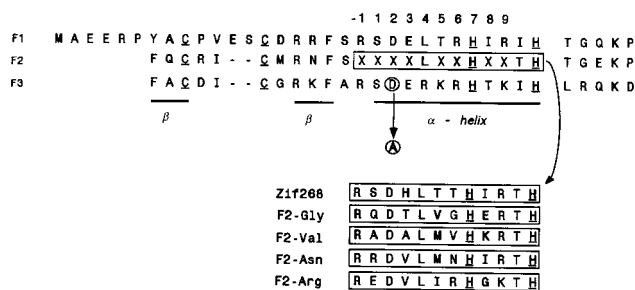 -1 1 2 3 4 5 6 7 8 9
F1 M A E E R P Y A C P V E S C D R R F S R S D E L T R H I R I H T G Q K P
F2 F Q C R I - - C M R N F S X X X X L X X H X X T H T G E K P
F3 F A C D I - - C G R K F A R S D E R K R H T K I H L R Q K D
β β α - helix
A
Zif268 R S D H L T T H I R T H
F2-Gly R Q D T L V G H E R T H
F2-Val R A D A L M V H K R T H
F2-Asn R R D V L M N H I R T H
F2-Arg R E D V L I R H G K T H